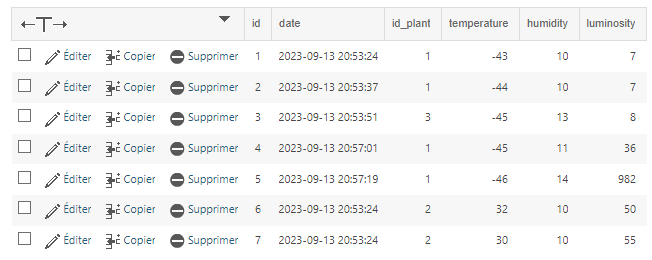 id date id_plant temperature humidity luminosity
Éditer Copier Supprimer 1 2023-09-13 20:53:24 1 -43 10 7
Éditer Copier Supprimer 2 2023-09-13 20:53:37 1 -44 10 7
Éditer Copier Supprimer 3 2023-09-13 20:53:51 3 -45 13 8
Éditer Copier Supprimer 4 2023-09-13 20:57:01 1 -45 11 36
Éditer Copier Supprimer 5 2023-09-13 20:57:19 1 -46 14 982
Éditer Copier Supprimer 6 2023-09-13 20:53:24 2 32 10 50
Éditer Copier Supprimer 7 2023-09-13 20:53:24 2 30 10 55